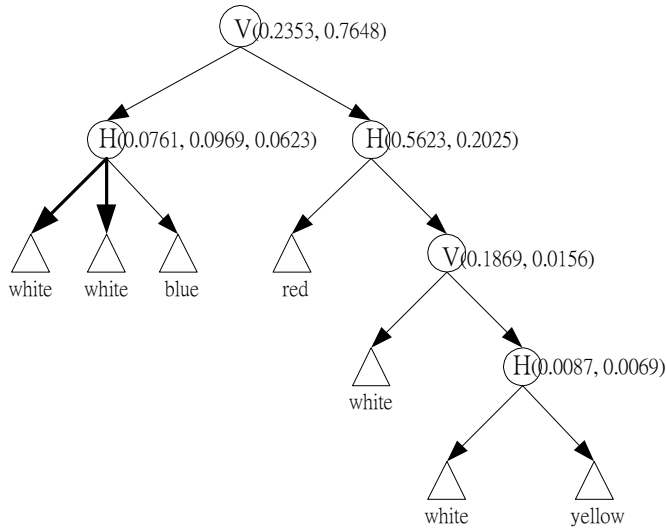 V(0.2353, 0.7648)
H(0.0761, 0.0969, 0.0623) H(0.5623, 0.2025)
white white blue red
V(0.1869, 0.0156)
white
H(0.0087, 0.0069)
white yellow